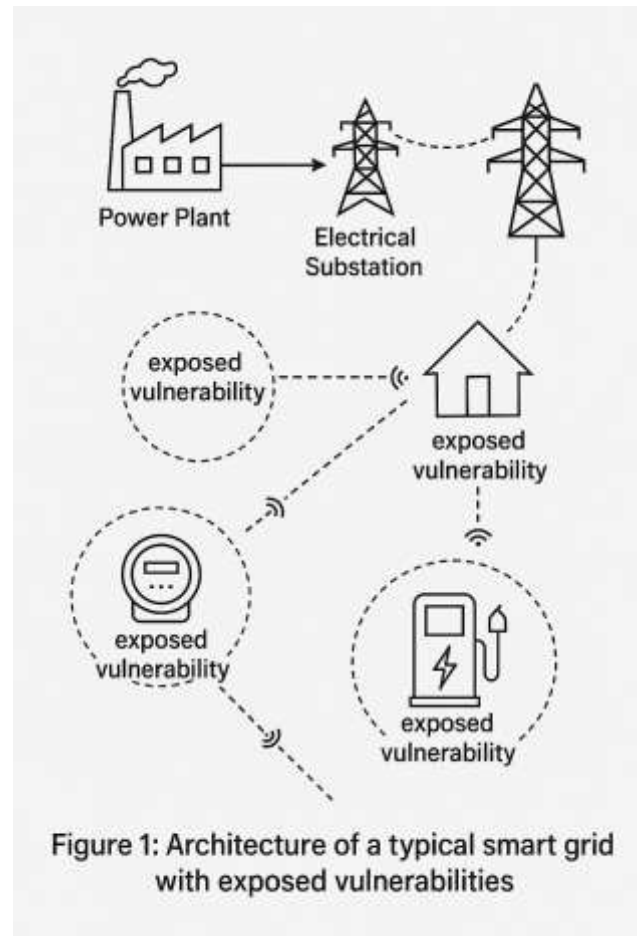 Power Plant
Electrical
Substation
exposed
vulnerability
exposed
vulnerability
exposed
vulnerability
exposed
vulnerability
Figure 1: Architecture of a typical smart grid
with exposed vulnerabilities